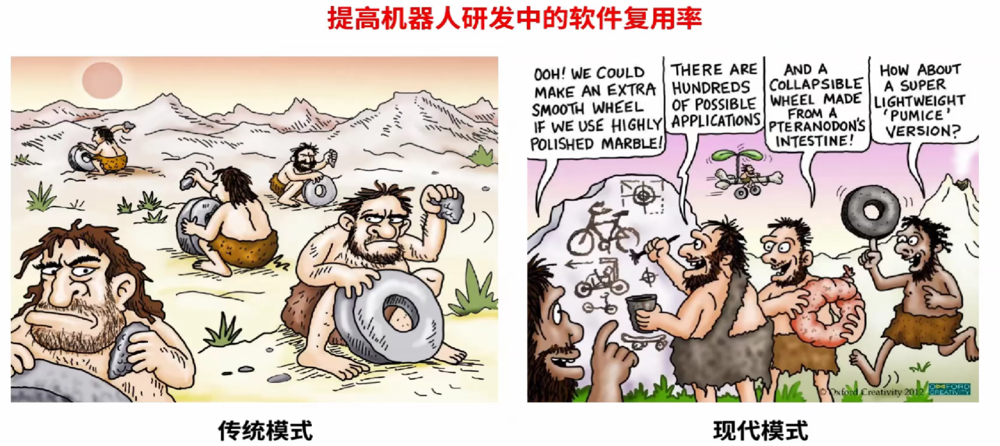 提高机器人研发中的软件复用率
OOH! WE COULD
MAKE AN EXTRA
SMOOTH WHEEL
IF WE USE HIGHLY
POLISHED MARBLE!
THERE ARE
HUNDREDS
OF POSSIBLE
APPLICATIONS
AND A
COLLAPSIBLE
WHEEL MADE
FROM A
PTERANODON'S
INTESTINE!
HOW ABOUT
A SUPER
LIGHTWEIGHT
'PUMICE'
VERSION?
© Oxford Creativity 2012
OXFORD
CREATIVITY
传统模式
现代模式